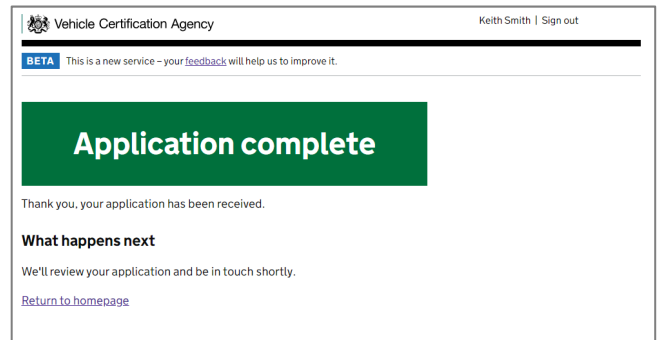 Vehicle Certification Agency
Keith Smith | Sign out
BETA This is a new service – your feedback will help us to improve it.
Application complete
Thank you, your application has been received.
What happens next
We'll review your application and be in touch shortly.
Return to homepage